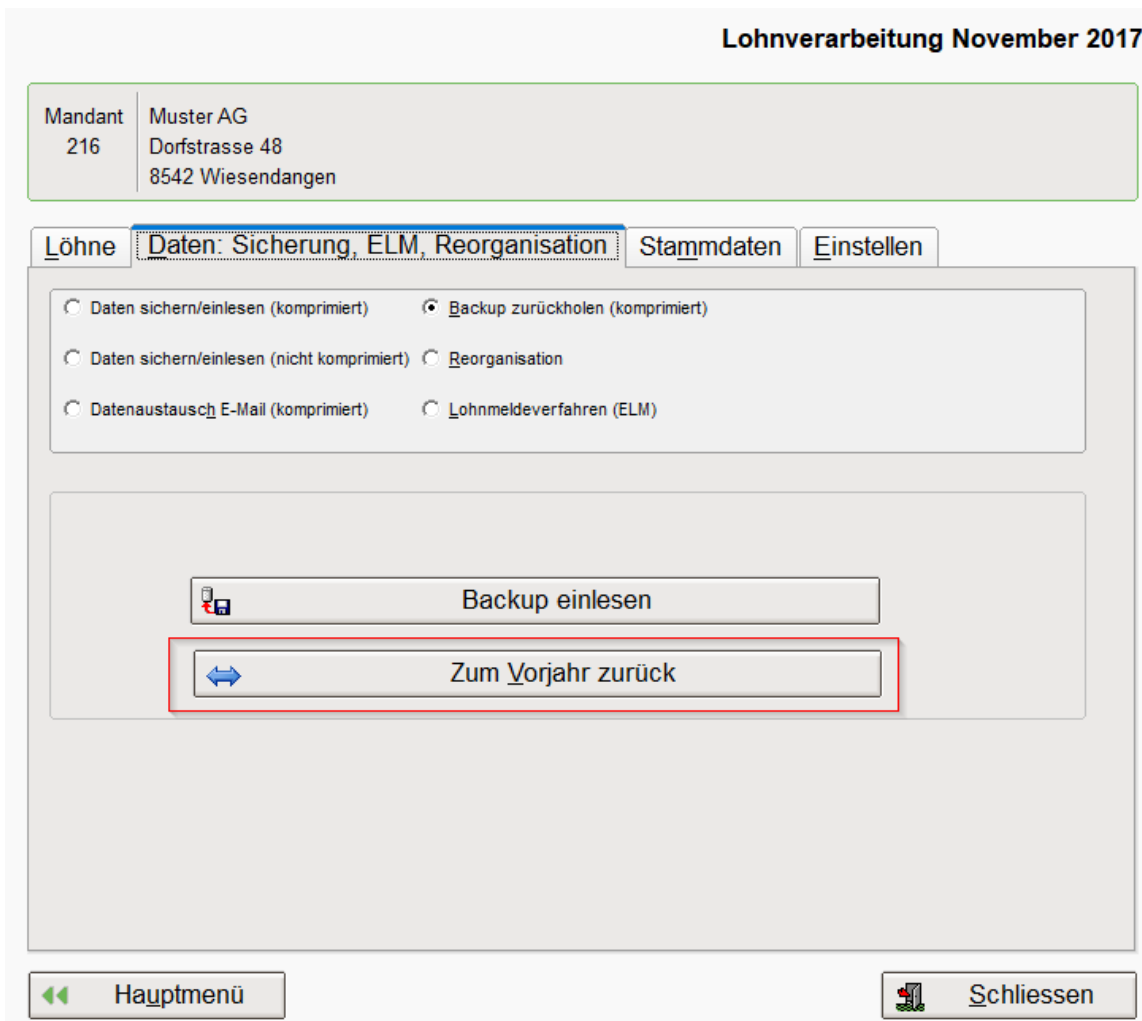 Lohnverarbeitung November 2017
Mandant
216
Muster AG
Dorfstrasse 48
8542 Wiesendangen
Löhne
Daten: Sicherung, ELM, Reorganisation
Stammdaten
Einstellen
Daten sichern/einlesen (komprimiert)
Backup zurückholen (komprimiert)
Daten sichern/einlesen (nicht komprimiert)
Reorganisation
Datenaustausch E-Mail (komprimiert)
Lohnmeldeverfahren (ELM)
Backup einlesen
Zum Vorjahr zurück
Hauptmenü
Schliessen